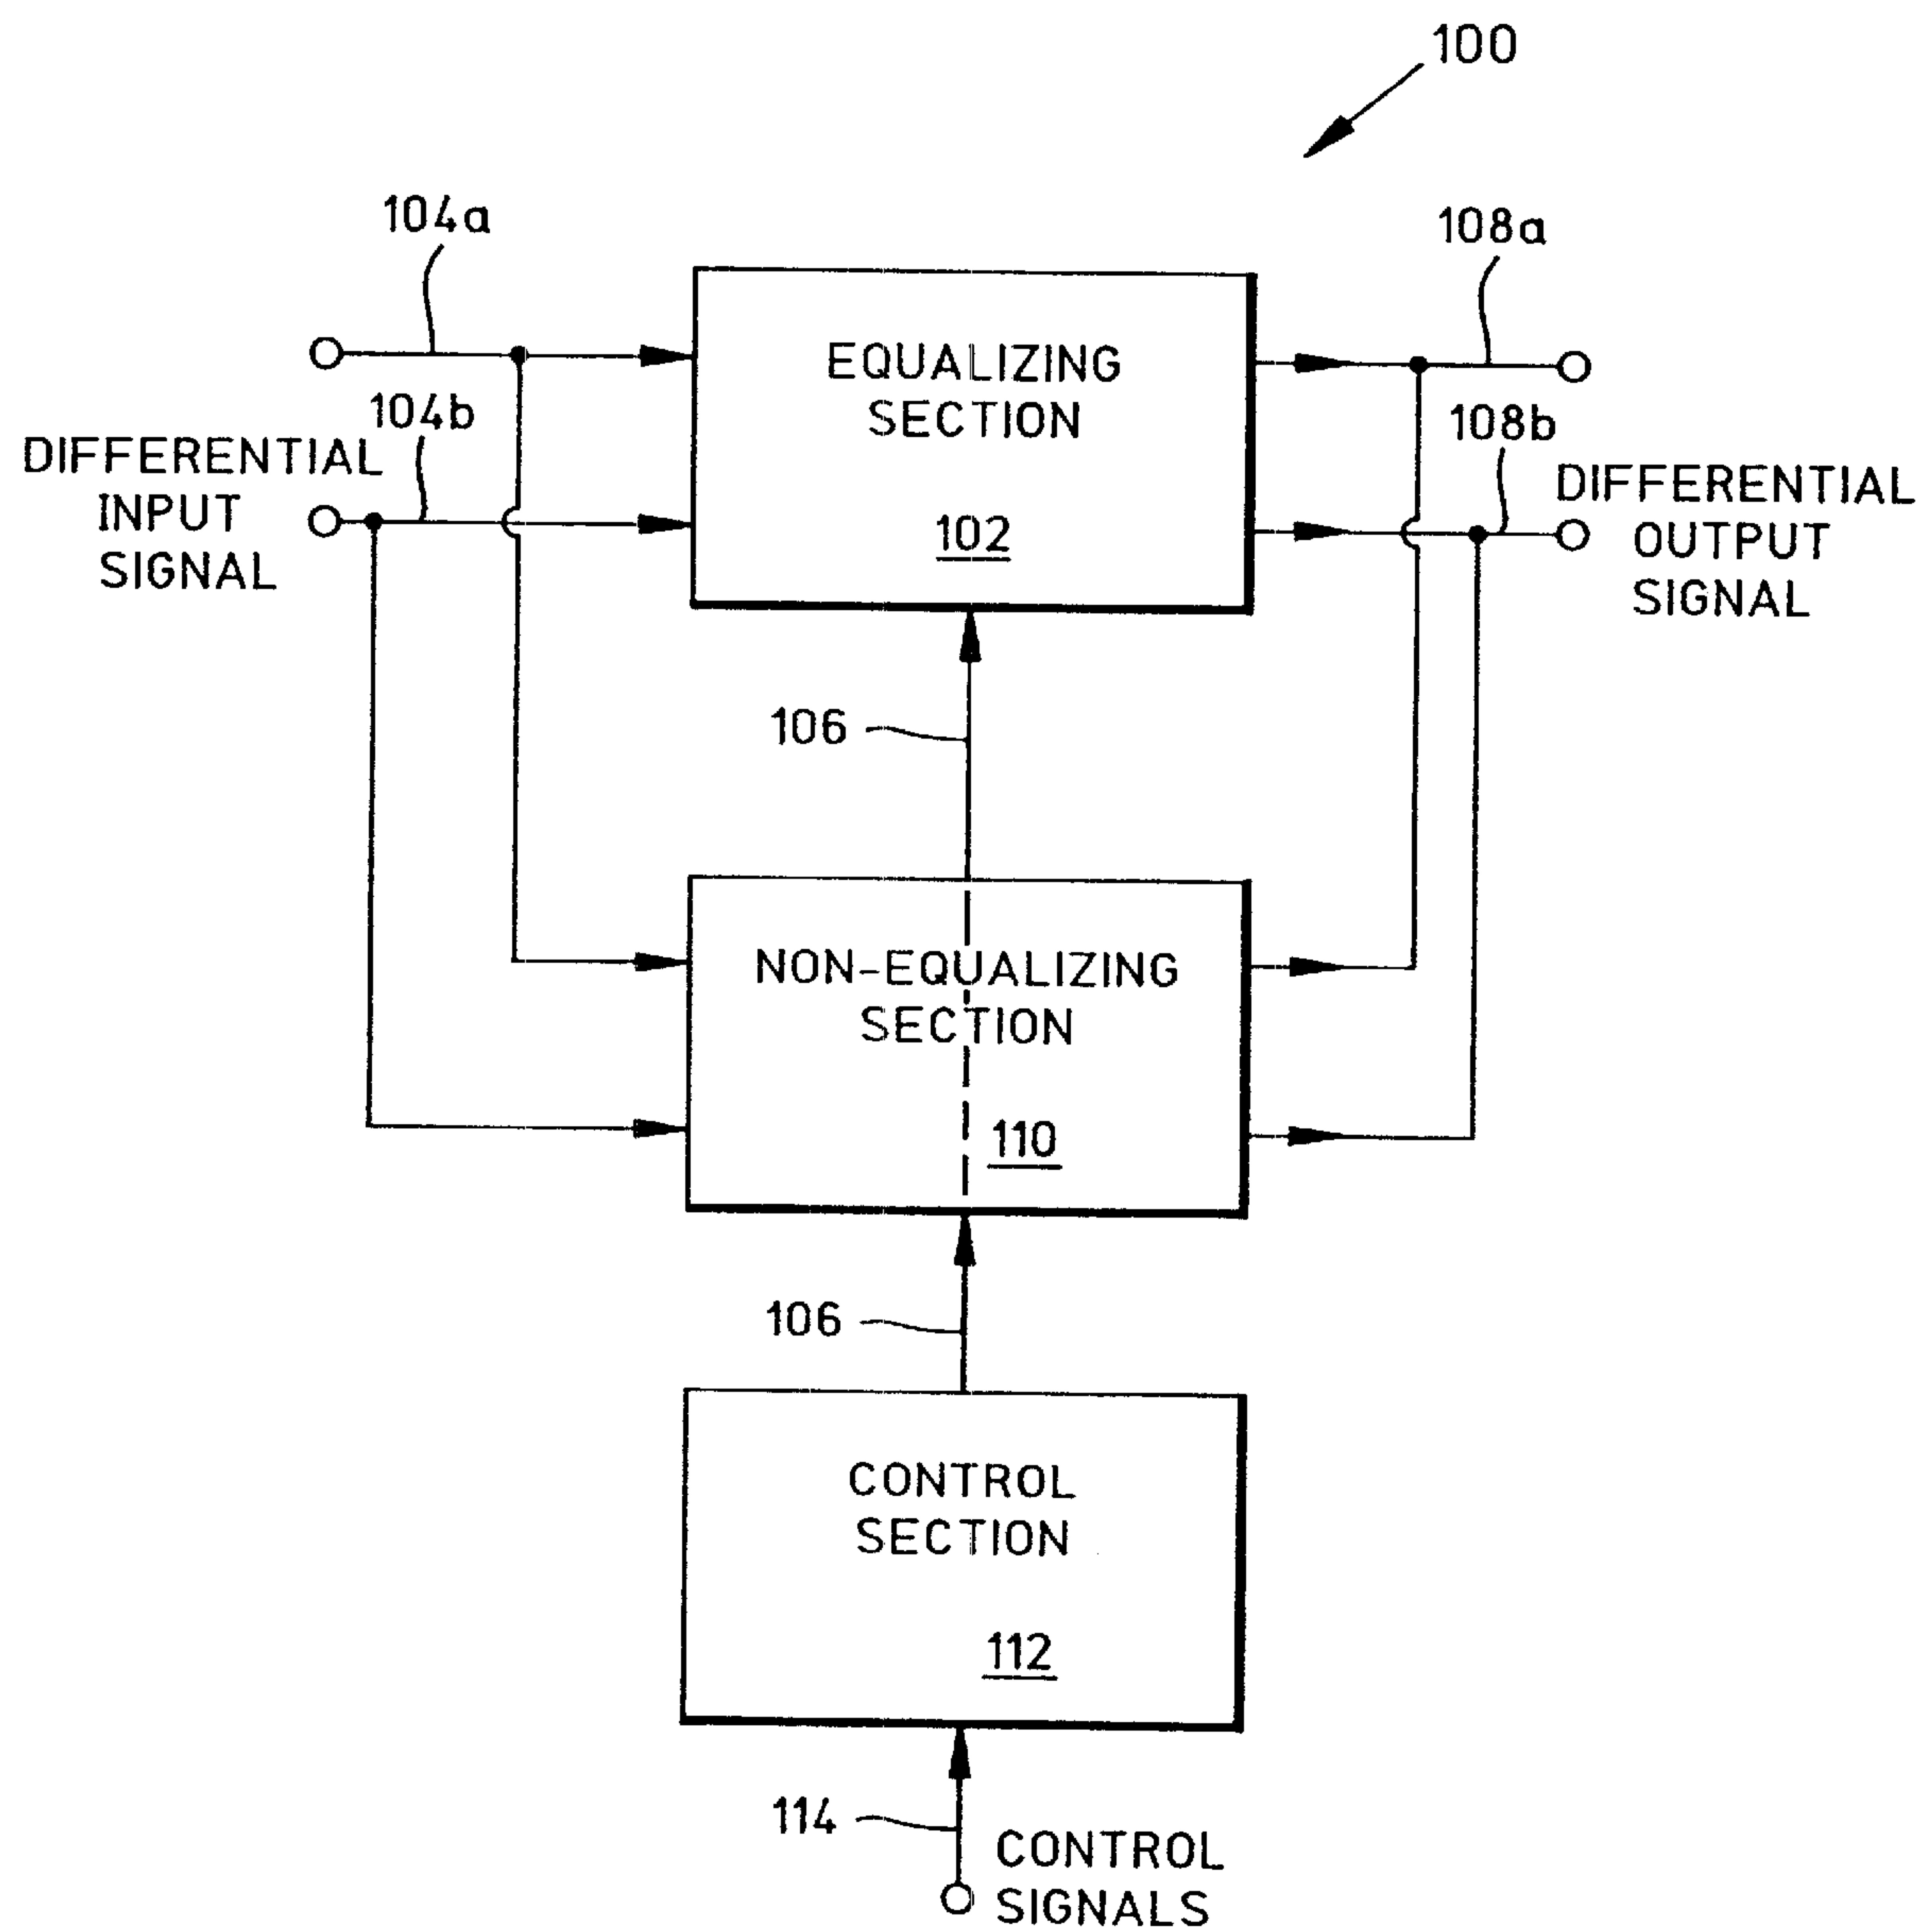 100
104a
108a
EQUALIZING
SECTION
102
104b
DIFFERENTIAL
INPUT
SIGNAL
108b
DIFFERENTIAL
OUTPUT
SIGNAL
106
NON-EQUALIZING
SECTION
110
106
CONTROL
SECTION
112
114
CONTROL
SIGNALS